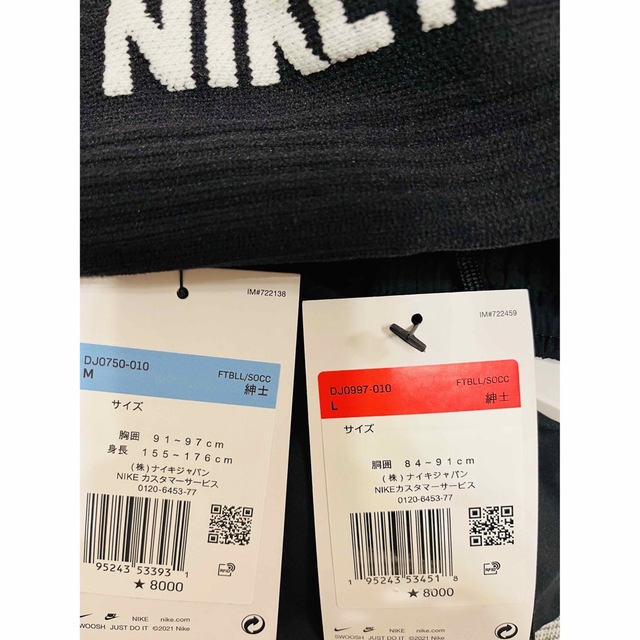 NIKE
IM#722138
DJ0750-010
M
FTBLL/SOCC
紳士
サイズ
胸囲 91~97cm
身長 155~176cm
(株)ナイキジャパン
NIKEカスタマーサービス
0120-6453-77
1 95243 53393 1
★8000
NIKE nike.com
SWOOSH JUST DO IT ©2021 Nike
IM#722459
DJ0997-010
L
FTBLL/SOCC
紳士
サイズ
胴囲 84~91cm
(株)ナイキジャパン
NIKEカスタマーサービス
0120-6453-77
1 95243 53451 8
★8000
NIKE nike.com
SWOOSH JUST DO IT ©2021 Nike